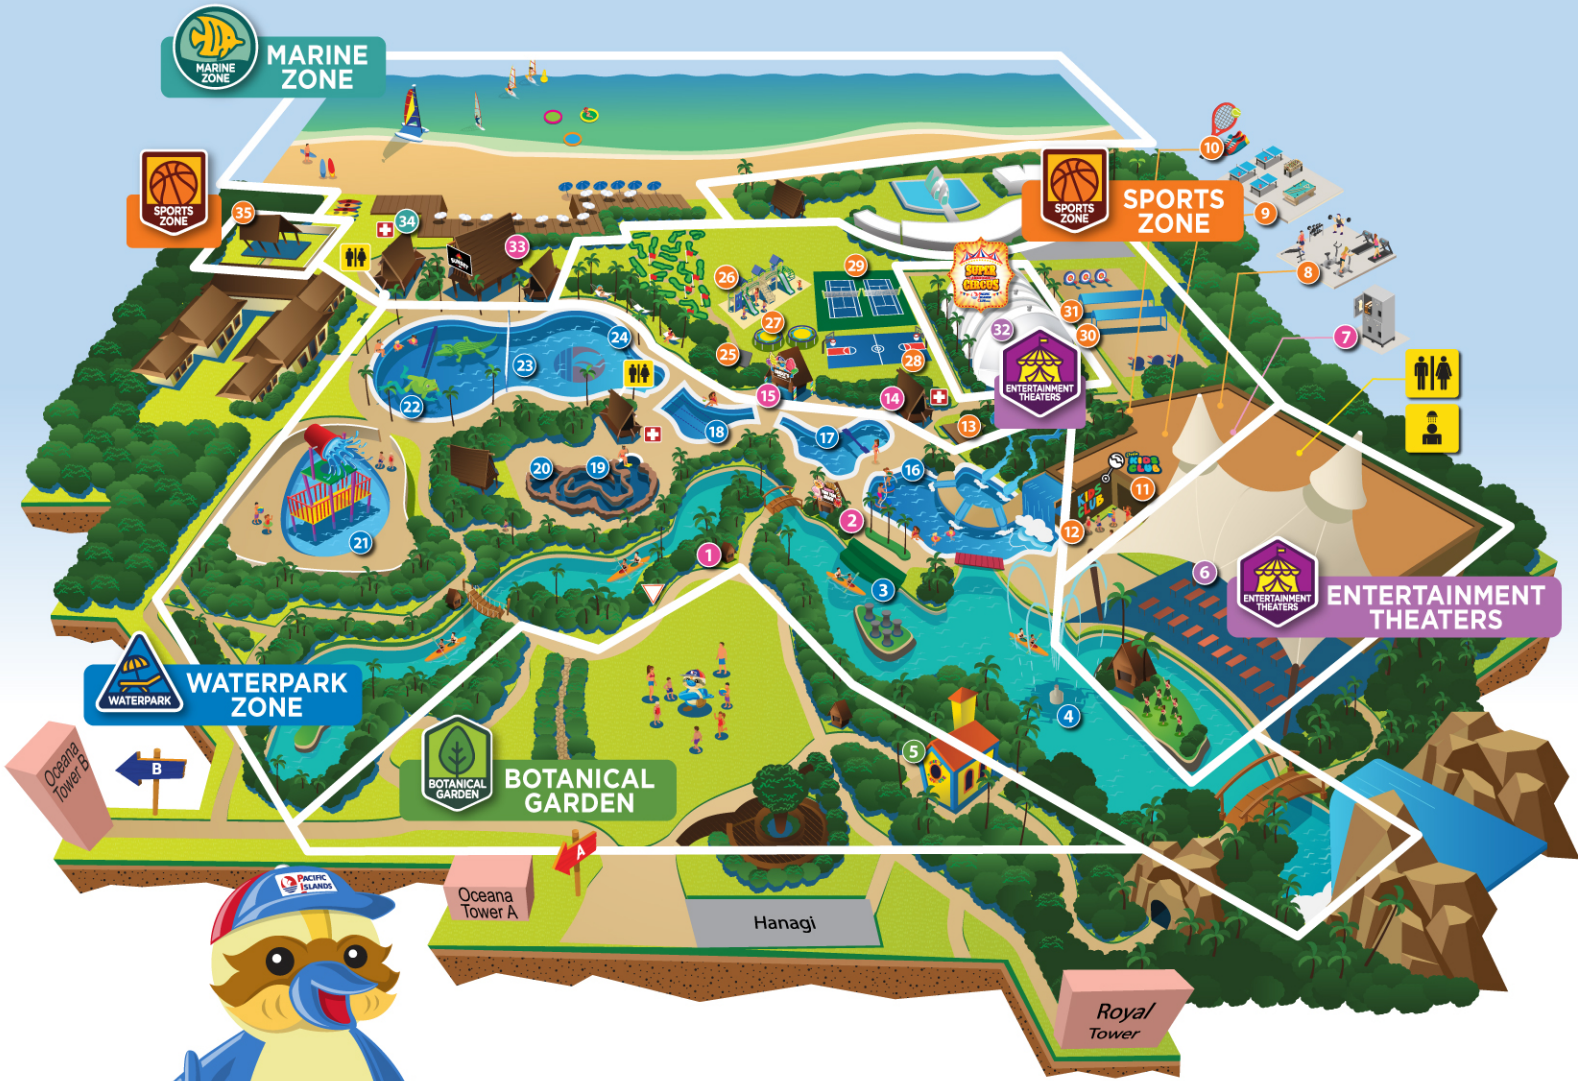 MARINE
ZONE
MARINE
ZONE
SPORTS
ZONE
35
34
33
SPORTS
ZONE
SPORTS
ZONE
10
9
8
7
SUPER
CIRCUS
26
29
27
25
28
31
30
32
ENTERTAINMENT
THEATERS
24
23
22
15
14
13
18
17
16
20
19
21
KIDS
CLUB
KIDS
CLUB
11
12
2
1
3
6
ENTERTAINMENT
THEATERS
ENTERTAINMENT
THEATERS
WATERPARK
WATERPARK
ZONE
4
5
BOTANICAL
GARDEN
BOTANICAL
GARDEN
Oceana
Tower B
B
A
Oceana
Tower A
Hanagi
Royal
Tower
PACIFIC
ISLANDS